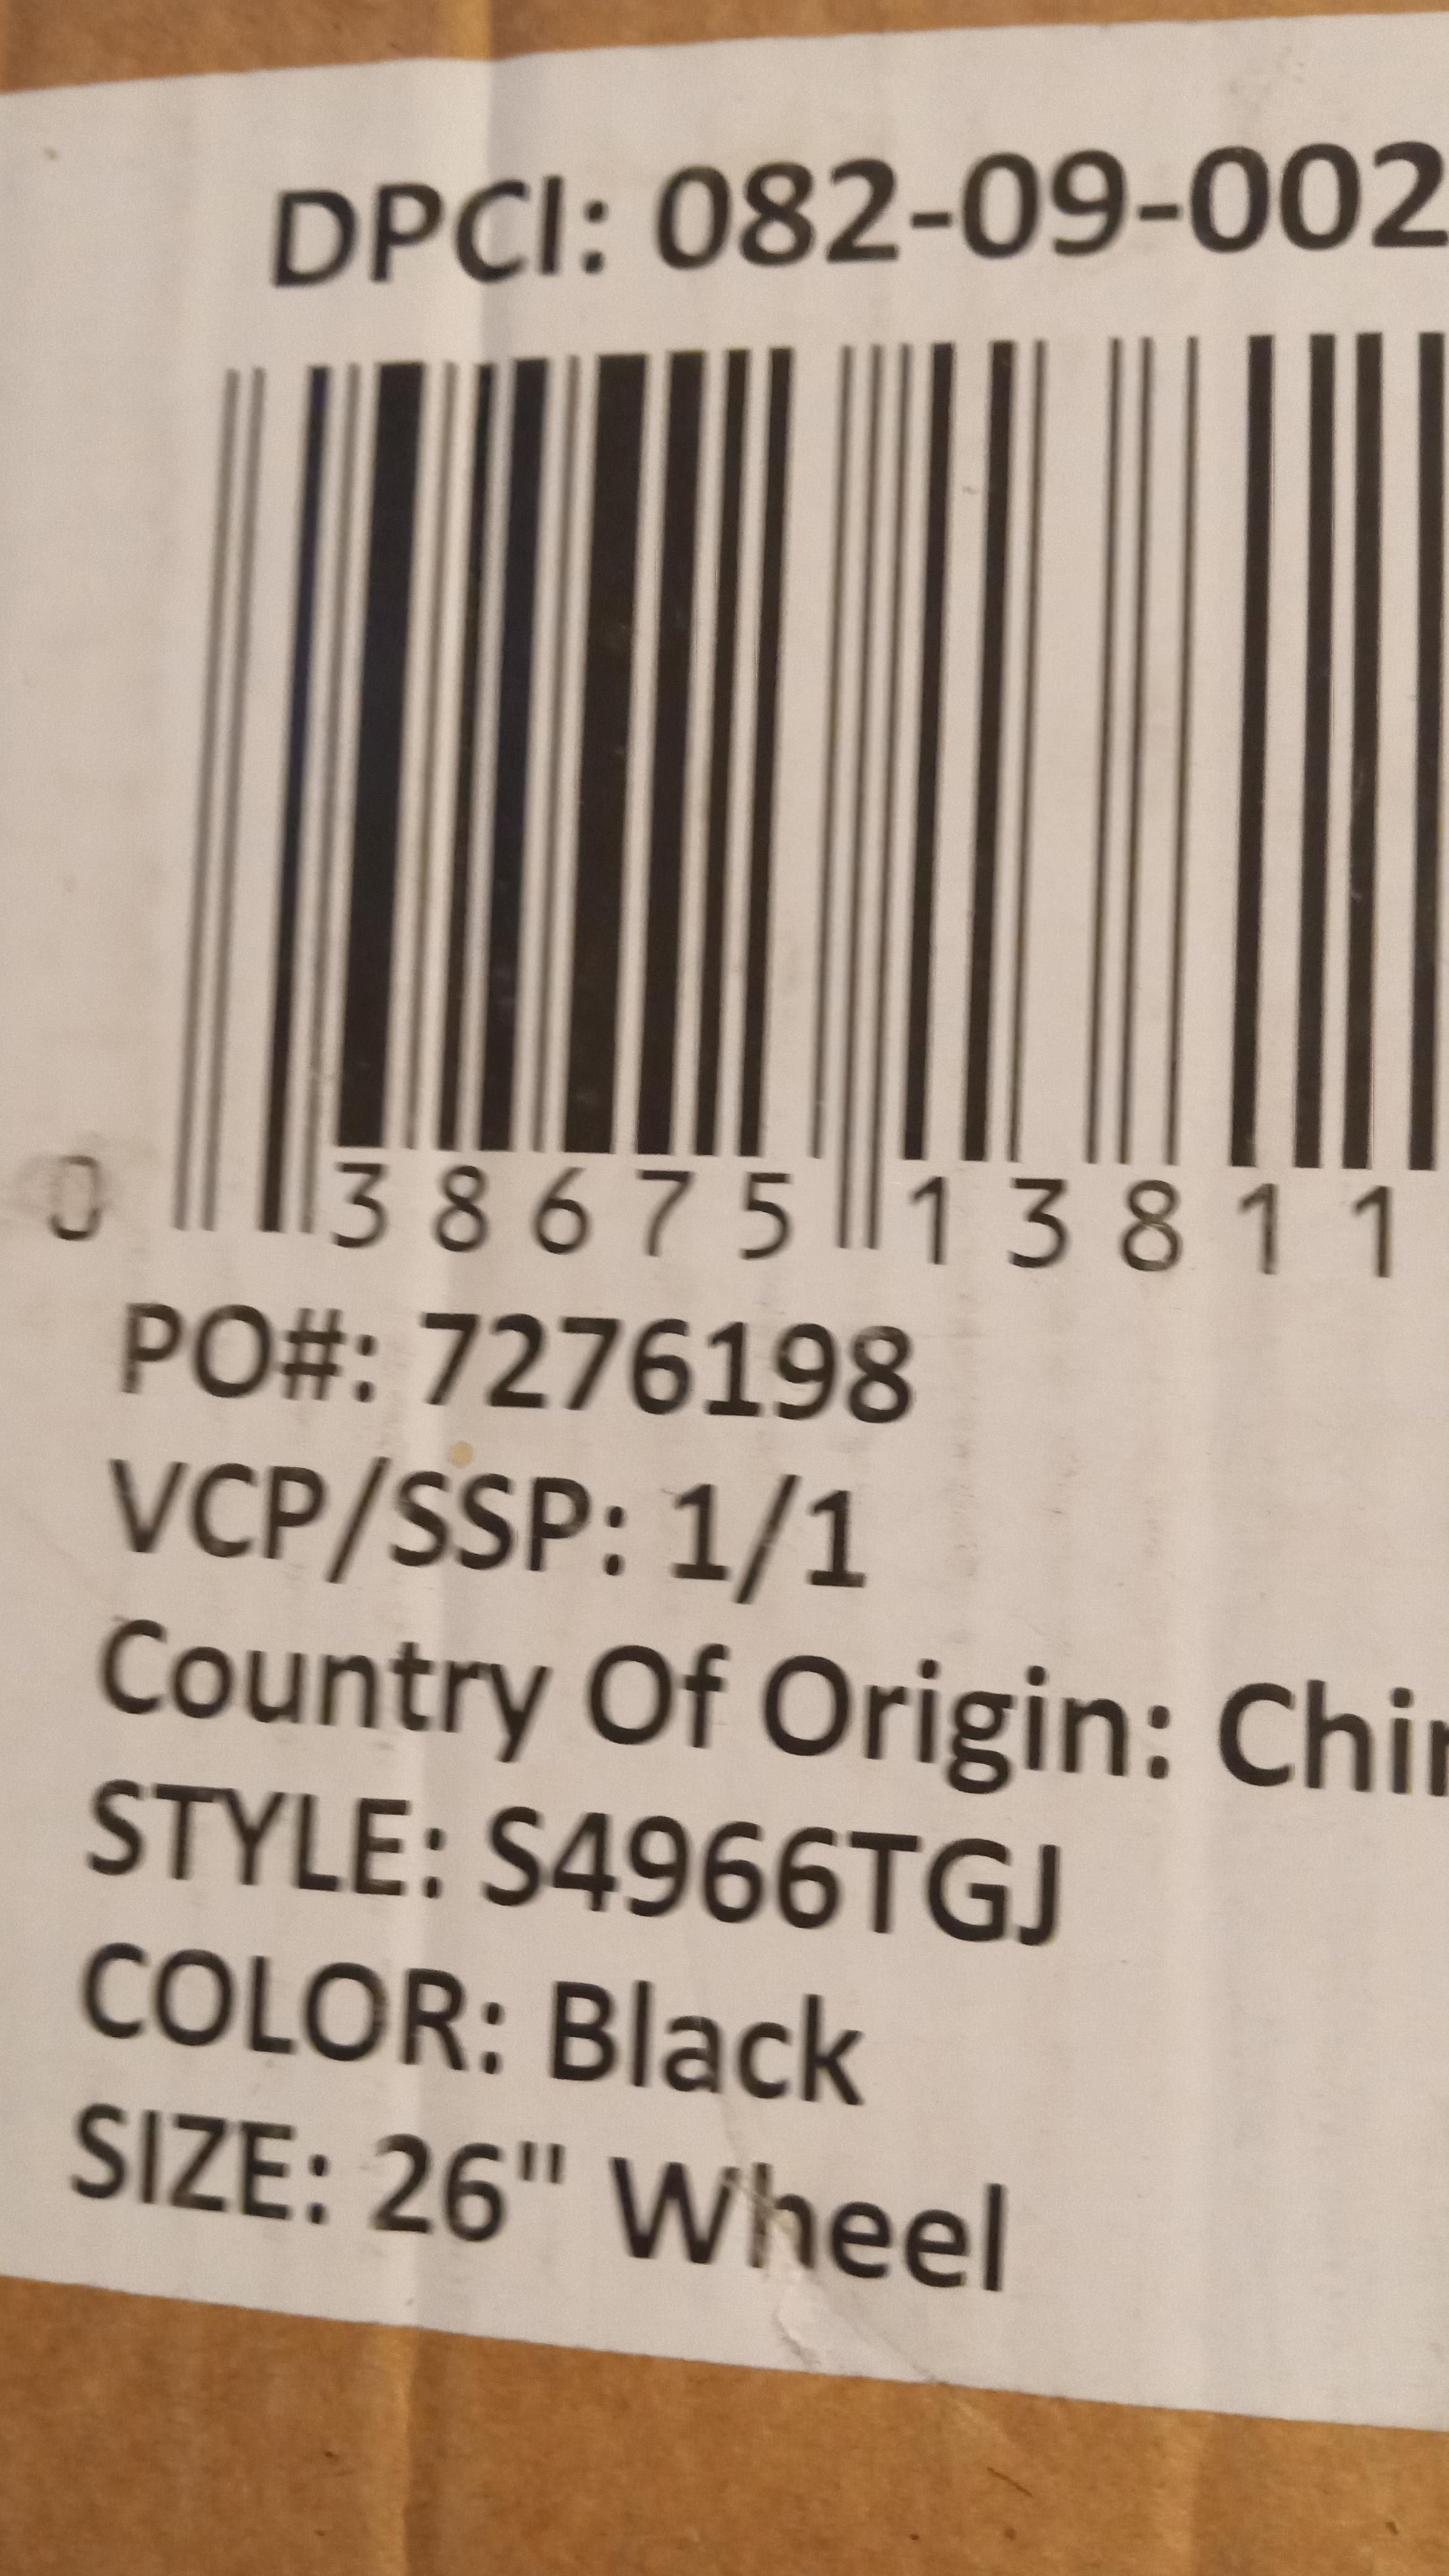 DPCI: 082-09-002
0 38675 13811
PO#: 7276198
VCP/SSP: 1/1
Country Of Origin: Chin
STYLE: S4966TGJ
COLOR: Black
SIZE: 26" Wheel